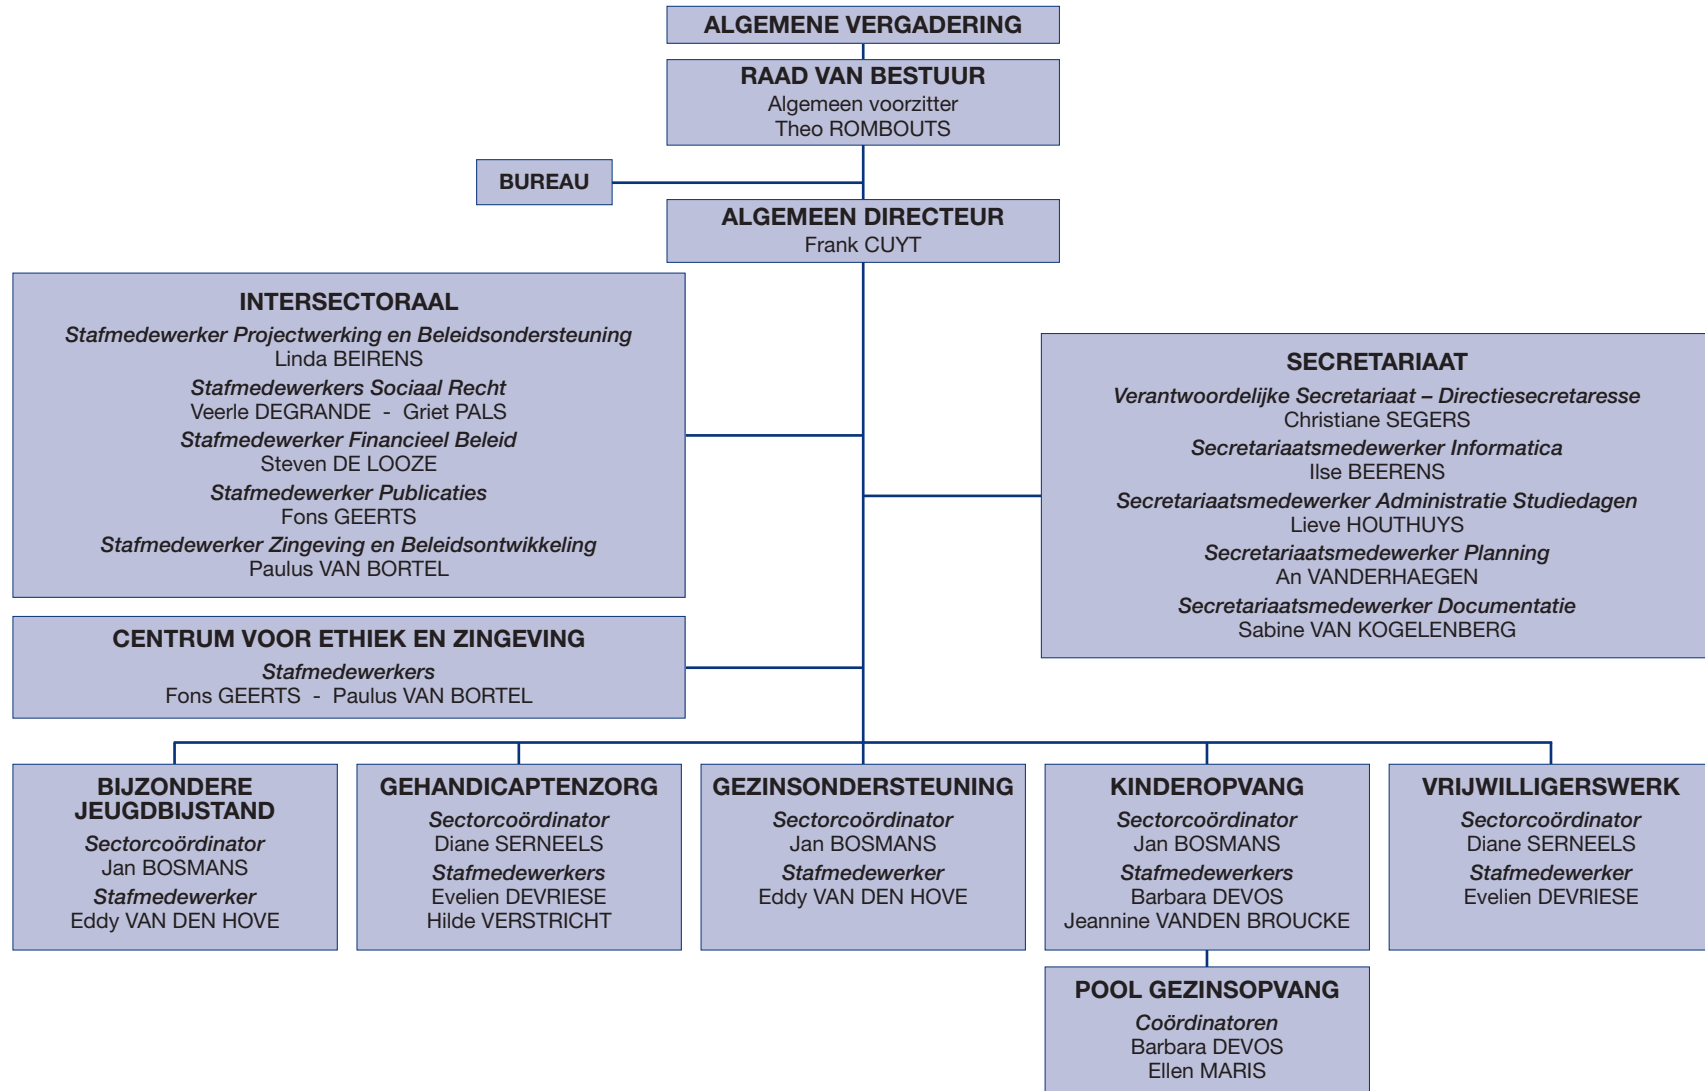 ALGEMENE VERGADERING
RAAD VAN BESTUUR
Algemeen voorzitter
Theo ROMBOUTS
BUREAU
ALGEMEEN DIRECTEUR
Frank CUYT
INTERSECTORAAL
Stafmedewerker Projectwerking en Beleidsondersteuning
Linda BEIRENS
Stafmedewerkers Sociaal Recht
Veerle DEGRANDE - Griet PALS
Stafmedewerker Financieel Beleid
Steven DE LOOZE
Stafmedewerker Publicaties
Fons GEERTS
Stafmedewerker Zingeving en Beleidsontwikkeling
Paulus VAN BORTEL
SECRETARIAAT
Verantwoordelijke Secretariaat – Directiesecretaresse
Christiane SEGERS
Secretariaatsmedewerker Informatica
Ilse BEERENS
Secretariaatsmedewerker Administratie Studiedagen
Lieve HOUTHUYS
Secretariaatsmedewerker Planning
An VANDERHAEGEN
Secretariaatsmedewerker Documentatie
Sabine VAN KOGELENBERG
CENTRUM VOOR ETHIEK EN ZINGEVING
Stafmedewerkers
Fons GEERTS - Paulus VAN BORTEL
BIJZONDERE
JEUGDBIJSTAND
Sectorcoördinator
Jan BOSMANS
Stafmedewerker
Eddy VAN DEN HOVE
GEHANDICAPTENZORG
Sectorcoördinator
Diane SERNEELS
Stafmedewerkers
Evelien DEVRIESE
Hilde VERSTRICHT
GEZINSONDERSTEUNING
Sectorcoördinator
Jan BOSMANS
Stafmedewerker
Eddy VAN DEN HOVE
KINDEROPVANG
Sectorcoördinator
Jan BOSMANS
Stafmedewerkers
Barbara DEVOS
Jeannine VANDEN BROUCKE
VRIJWILLIGERSWERK
Sectorcoördinator
Diane SERNEELS
Stafmedewerker
Evelien DEVRIESE
POOL GEZINSOPVANG
Coördinatoren
Barbara DEVOS
Ellen MARIS